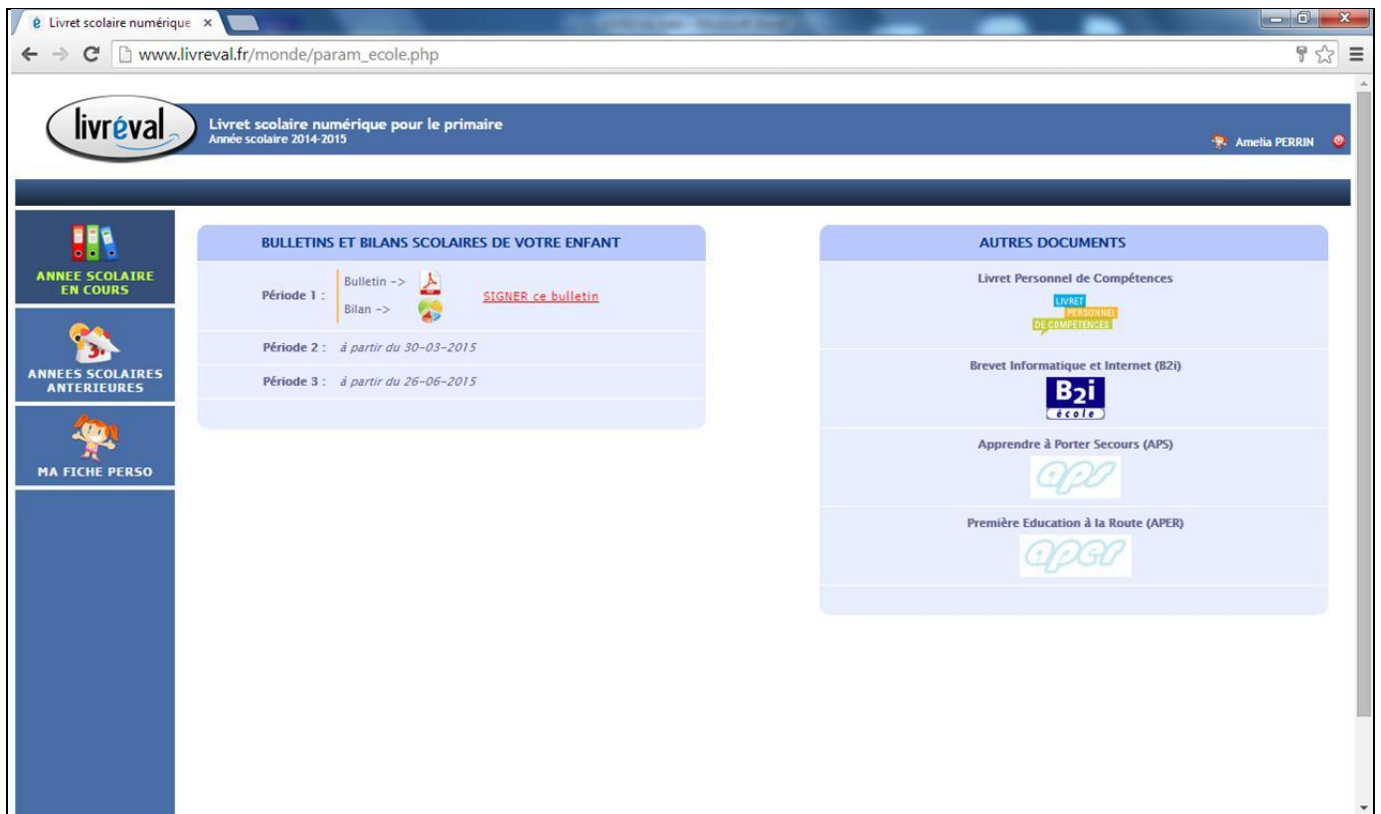 Livret scolaire numérique
www.livreval.fr/monde/param_ecole.php
livréval
Livret scolaire numérique pour le primaire
Année scolaire 2014-2015
Amelia PERRIN
ANNEE SCOLAIRE
EN COURS
ANNEES SCOLAIRES
ANTERIEURES
MA FICHE PERSO
BULLETINS ET BILANS SCOLAIRES DE VOTRE ENFANT
Période 1 :
Bulletin ->
Bilan ->
SIGNER ce bulletin
Période 2 : à partir du 30-03-2015
Période 3 : à partir du 26-06-2015
AUTRES DOCUMENTS
Livret Personnel de Compétences
LIVRET
PERSONNEL
DE COMPETENCES
Brevet Informatique et Internet (B2i)
B2i
école
Apprendre à Porter Secours (APS)
aps
Première Education à la Route (APER)
aper